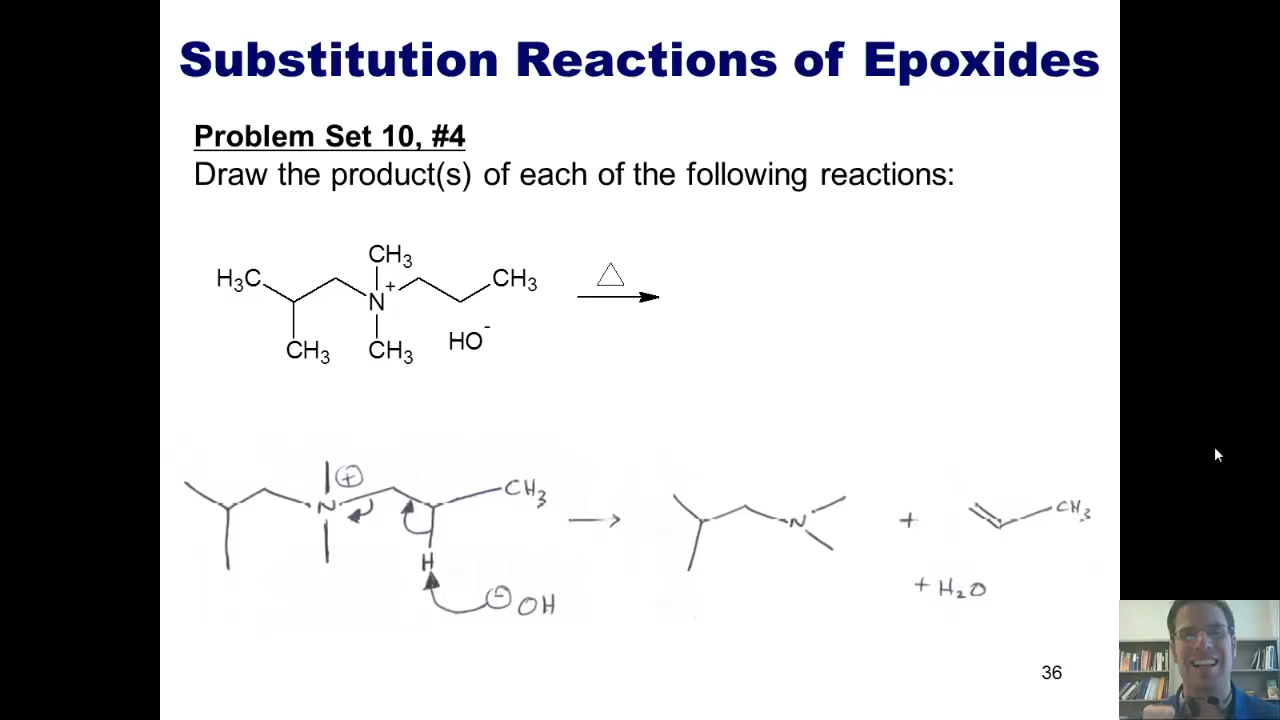 Substitution Reactions of Epoxides
Problem Set 10, #4
Draw the product(s) of each of the following reactions:
CH3
H3C
N+
CH3
△
CH3
CH3
HO-
⊕
N
CH3
H
⊖OH
N
+
CH3
+ H2O
36